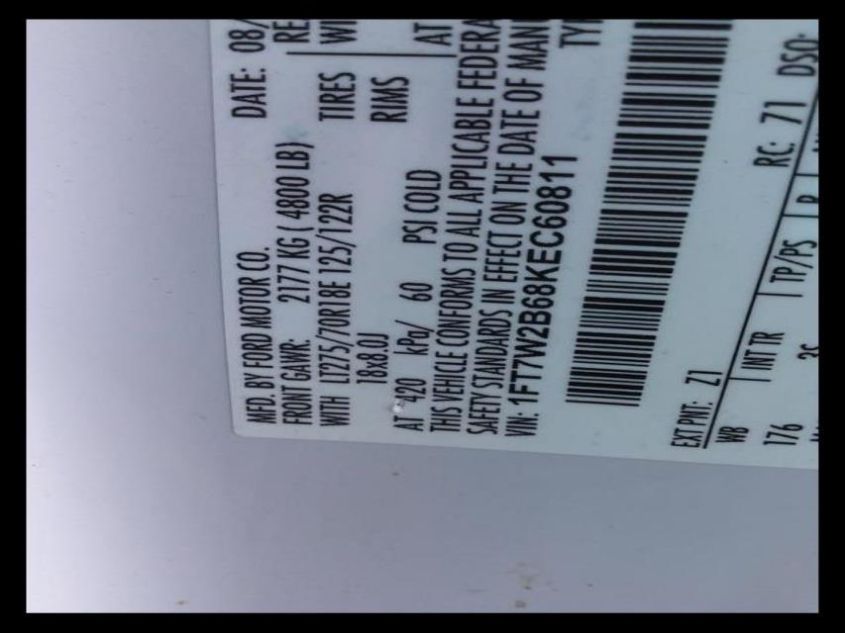 MFD. BY FORD MOTOR CO. DATE: 08/
FRONT GAWR: 2177 KG ( 4800 LB)
WITH LT275/70R18E 125/122R TIRES
18x8.0J RIMS
AT 420 kPa/ 60 PSI COLD AT
THIS VEHICLE CONFORMS TO ALL APPLICABLE FEDERA
SAFETY STANDARDS IN EFFECT ON THE DATE OF MAN
VIN: 1FT7W2B68KEC60811
EXT PNT: Z1 RC: 71 DSO:
WB INT TR TP/PS R
176